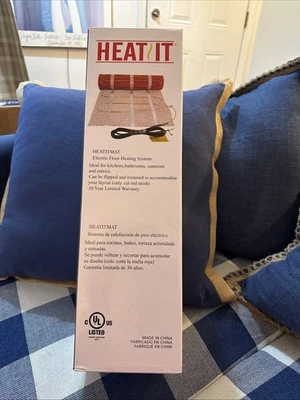 HEAT IT
HEATITMAT
Electric Floor Heating System
Ideal for kitchens,bathrooms, sunrooms
and entries.
Can be flipped and trimmed to accommodate
your layout (only cut red mesh)
30 Year Limited Warranty
HEATITMAT
Sistema de calefacción de piso eléctrico
Ideal para cocinas, baños, terraza acristalada
y entradas.
Se puede voltear y recortar para acomodar
su diseño (solo corte la malla roja)
Garantía limitada de 30 años.
C UL US
LISTED
MADE IN CHINA
FABRICADO EN CHINA
FABRIQUÉ EN CHINE